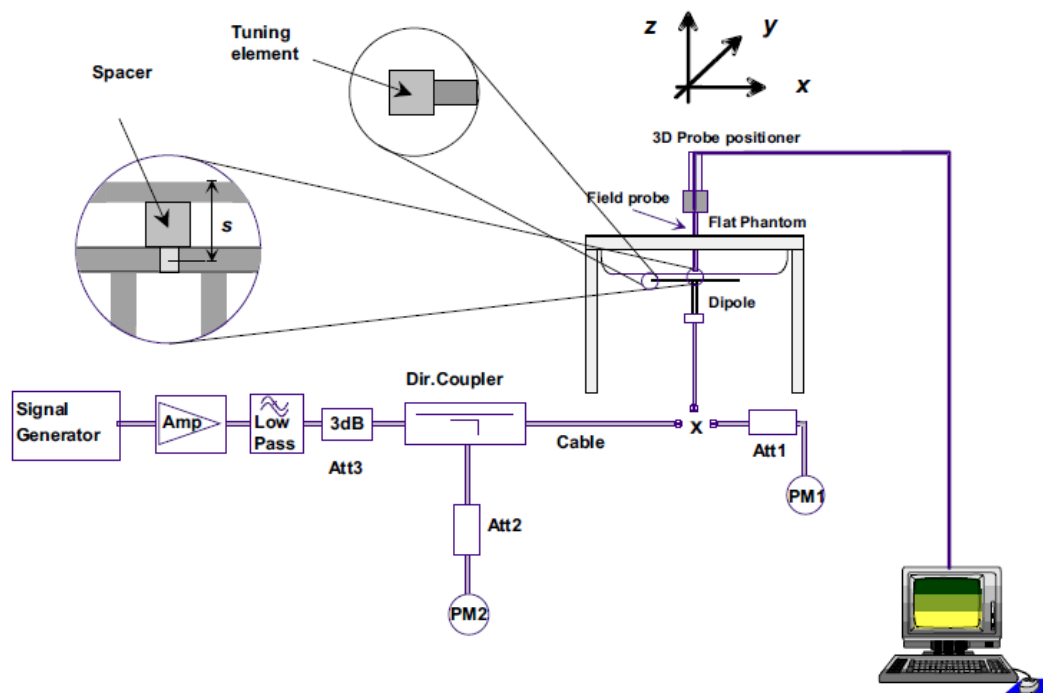 Tuning
element
Spacer
z
y
x
3D Probe positioner
s
Field probe
Flat Phantom
Dipole
Dir.Coupler
Signal
Generator
Amp
Low
Pass
3dB
Att3
Cable
x
Att1
PM1
Att2
PM2